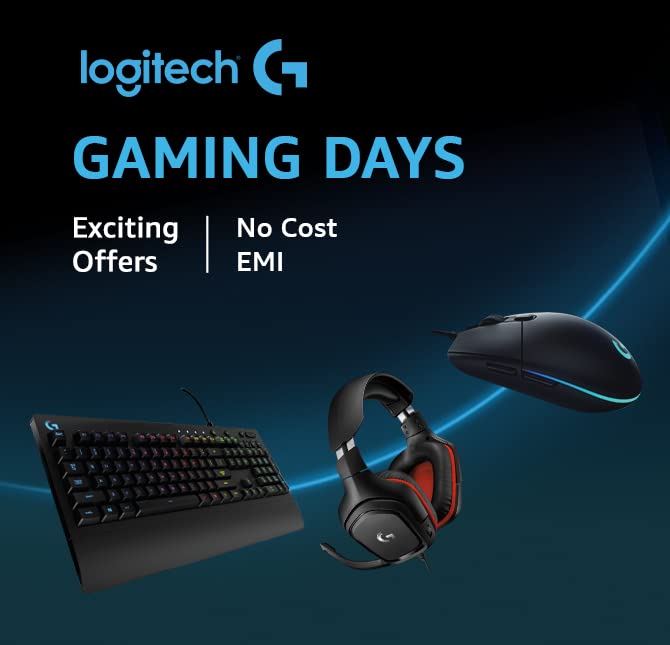 logitech G
GAMING DAYS
Exciting
Offers
No Cost
EMI